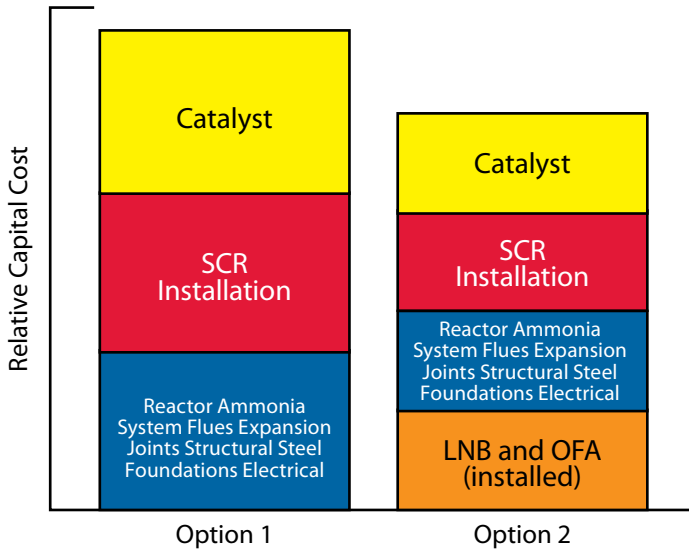 Relative Capital Cost
Catalyst
SCR
Installation
Reactor Ammonia
System Flues Expansion
Joints Structural Steel
Foundations Electrical
Option 1
Catalyst
SCR
Installation
Reactor Ammonia
System Flues Expansion
Joints Structural Steel
Foundations Electrical
LNB and OFA
(installed)
Option 2